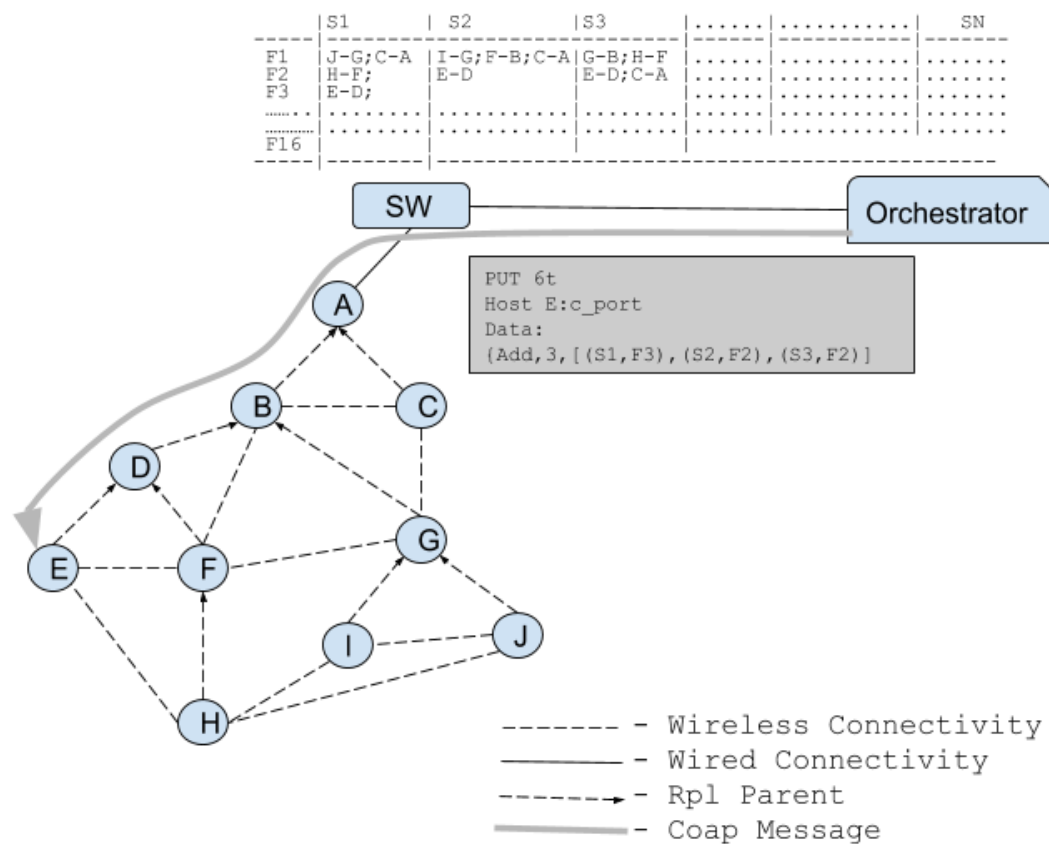 |S1 | S2 |S3 |......|...........| SN
-----|--------|-----------|--------|------|-----------|-------
F1 |J-G;C-A |I-G;F-B;C-A|G-B;H-F |......|...........|.......
F2 |H-F; |E-D |E-D;C-A |......|...........|.......
F3 |E-D; | | |......|...........|.......
.......|........|...........|........|......|...........|.......
...........|........|...........|........|......|...........|.......
F16 | | | |
-----|--------|-----------------------------------------------
SW
Orchestrator
PUT 6t
Host E:c_port
Data:
{Add,3,[(S1,F3),(S2,F2),(S3,F2)]
A
B
C
D
G
E
F
J
I
H
- Wireless Connectivity
- Wired Connectivity
- Rpl Parent
- Coap Message